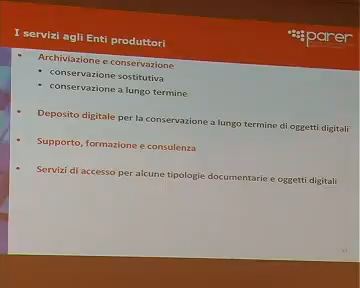 I servizi agli Enti produttori
parer
• Archiviazione e conservazione
• conservazione sostitutiva
• conservazione a lungo termine
• Deposito digitale per la conservazione a lungo termine di oggetti digitali
• Supporto, formazione e consulenza
• Servizi di accesso per alcune tipologie documentarie e oggetti digitali